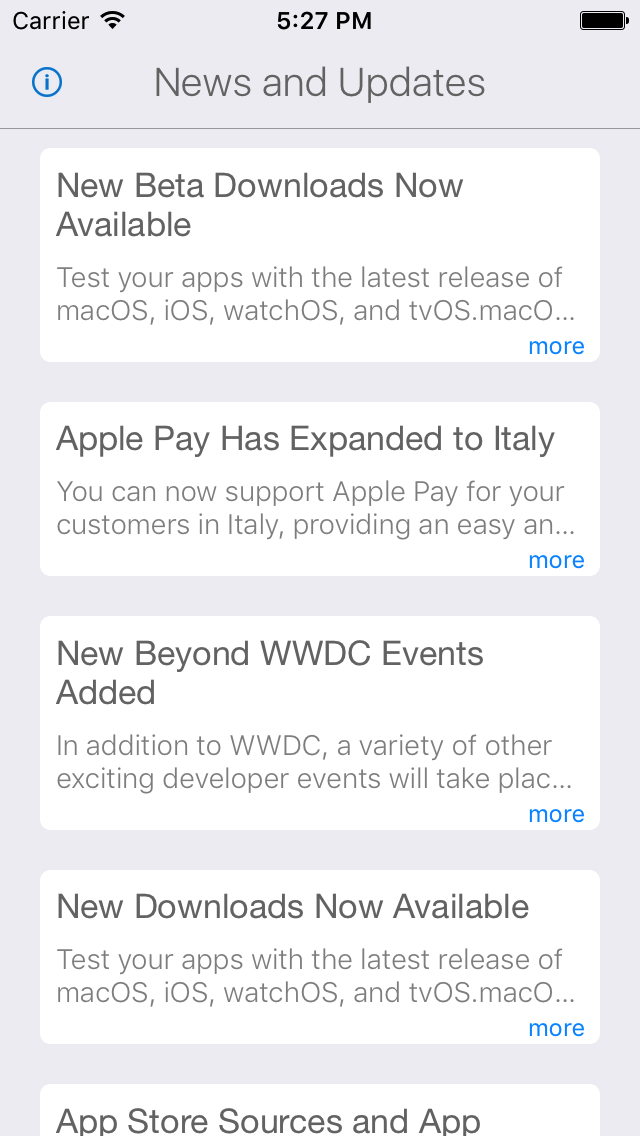 Carrier 5:27 PM
News and Updates
New Beta Downloads Now
Available
Test your apps with the latest release of
macOS, iOS, watchOS, and tvOS.macO...
more
Apple Pay Has Expanded to Italy
You can now support Apple Pay for your
customers in Italy, providing an easy an...
more
New Beyond WWDC Events
Added
In addition to WWDC, a variety of other
exciting developer events will take plac...
more
New Downloads Now Available
Test your apps with the latest release of
macOS, iOS, watchOS, and tvOS.macO...
more
App Store Sources and App